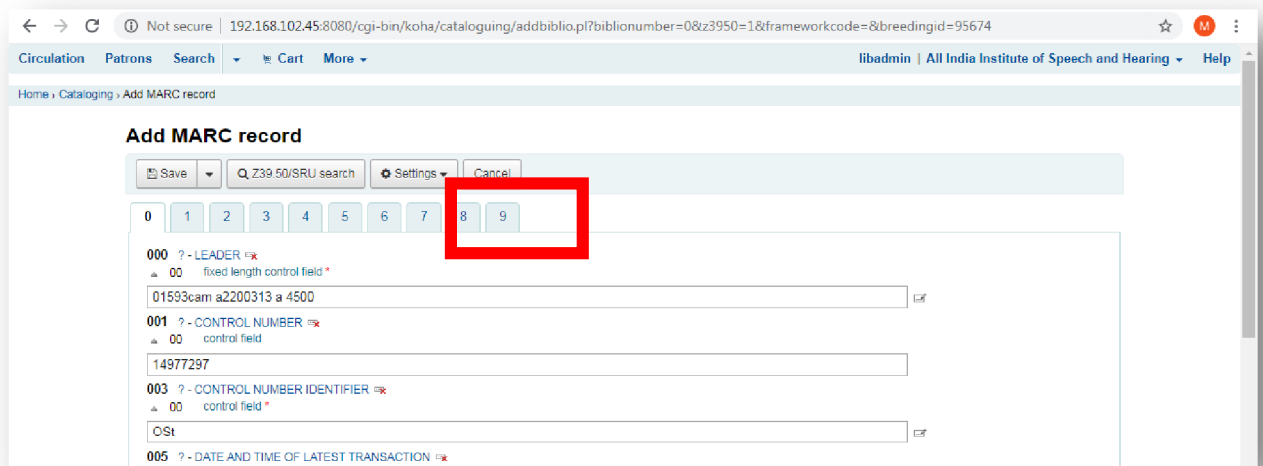 Not secure | 192.168.102.45:8080/cgi-bin/koha/cataloguing/addbiblio.pl?biblionumber=0&z3950=1&frameworkcode=&breedingid=95674 M
Circulation Patrons Search Cart More libadmin | All India Institute of Speech and Hearing Help
Home › Cataloging › Add MARC record
Add MARC record
Save Z39.50/SRU search Settings Cancel
0 1 2 3 4 5 6 7 8 9
000 ? - LEADER
00 fixed length control field *
01593cam a2200313 a 4500
001 ? - CONTROL NUMBER
00 control field
14977297
003 ? - CONTROL NUMBER IDENTIFIER
00 control field *
OSt
005 ? - DATE AND TIME OF LATEST TRANSACTION